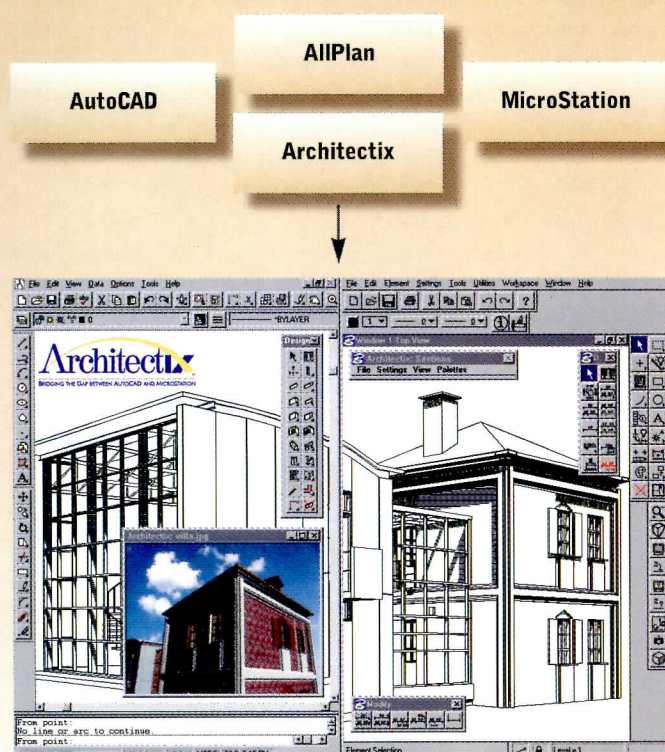 AllPlan
AutoCAD
MicroStation
Architectix
File Edit View Data Options Tools Help
BYLAYER
Architectix
BRIDGING THE GAP BETWEEN AUTOCAD AND MICROSTATION
Design
Architectix: villa.jpg
From point:
No line or arc to continue.
From point:
File Edit Element Settings Tools Utilities Workspace Window Help
Window 1-Top View
Architectix Sections
File Settings View Palettes
Modify
Element Selection
Level=1